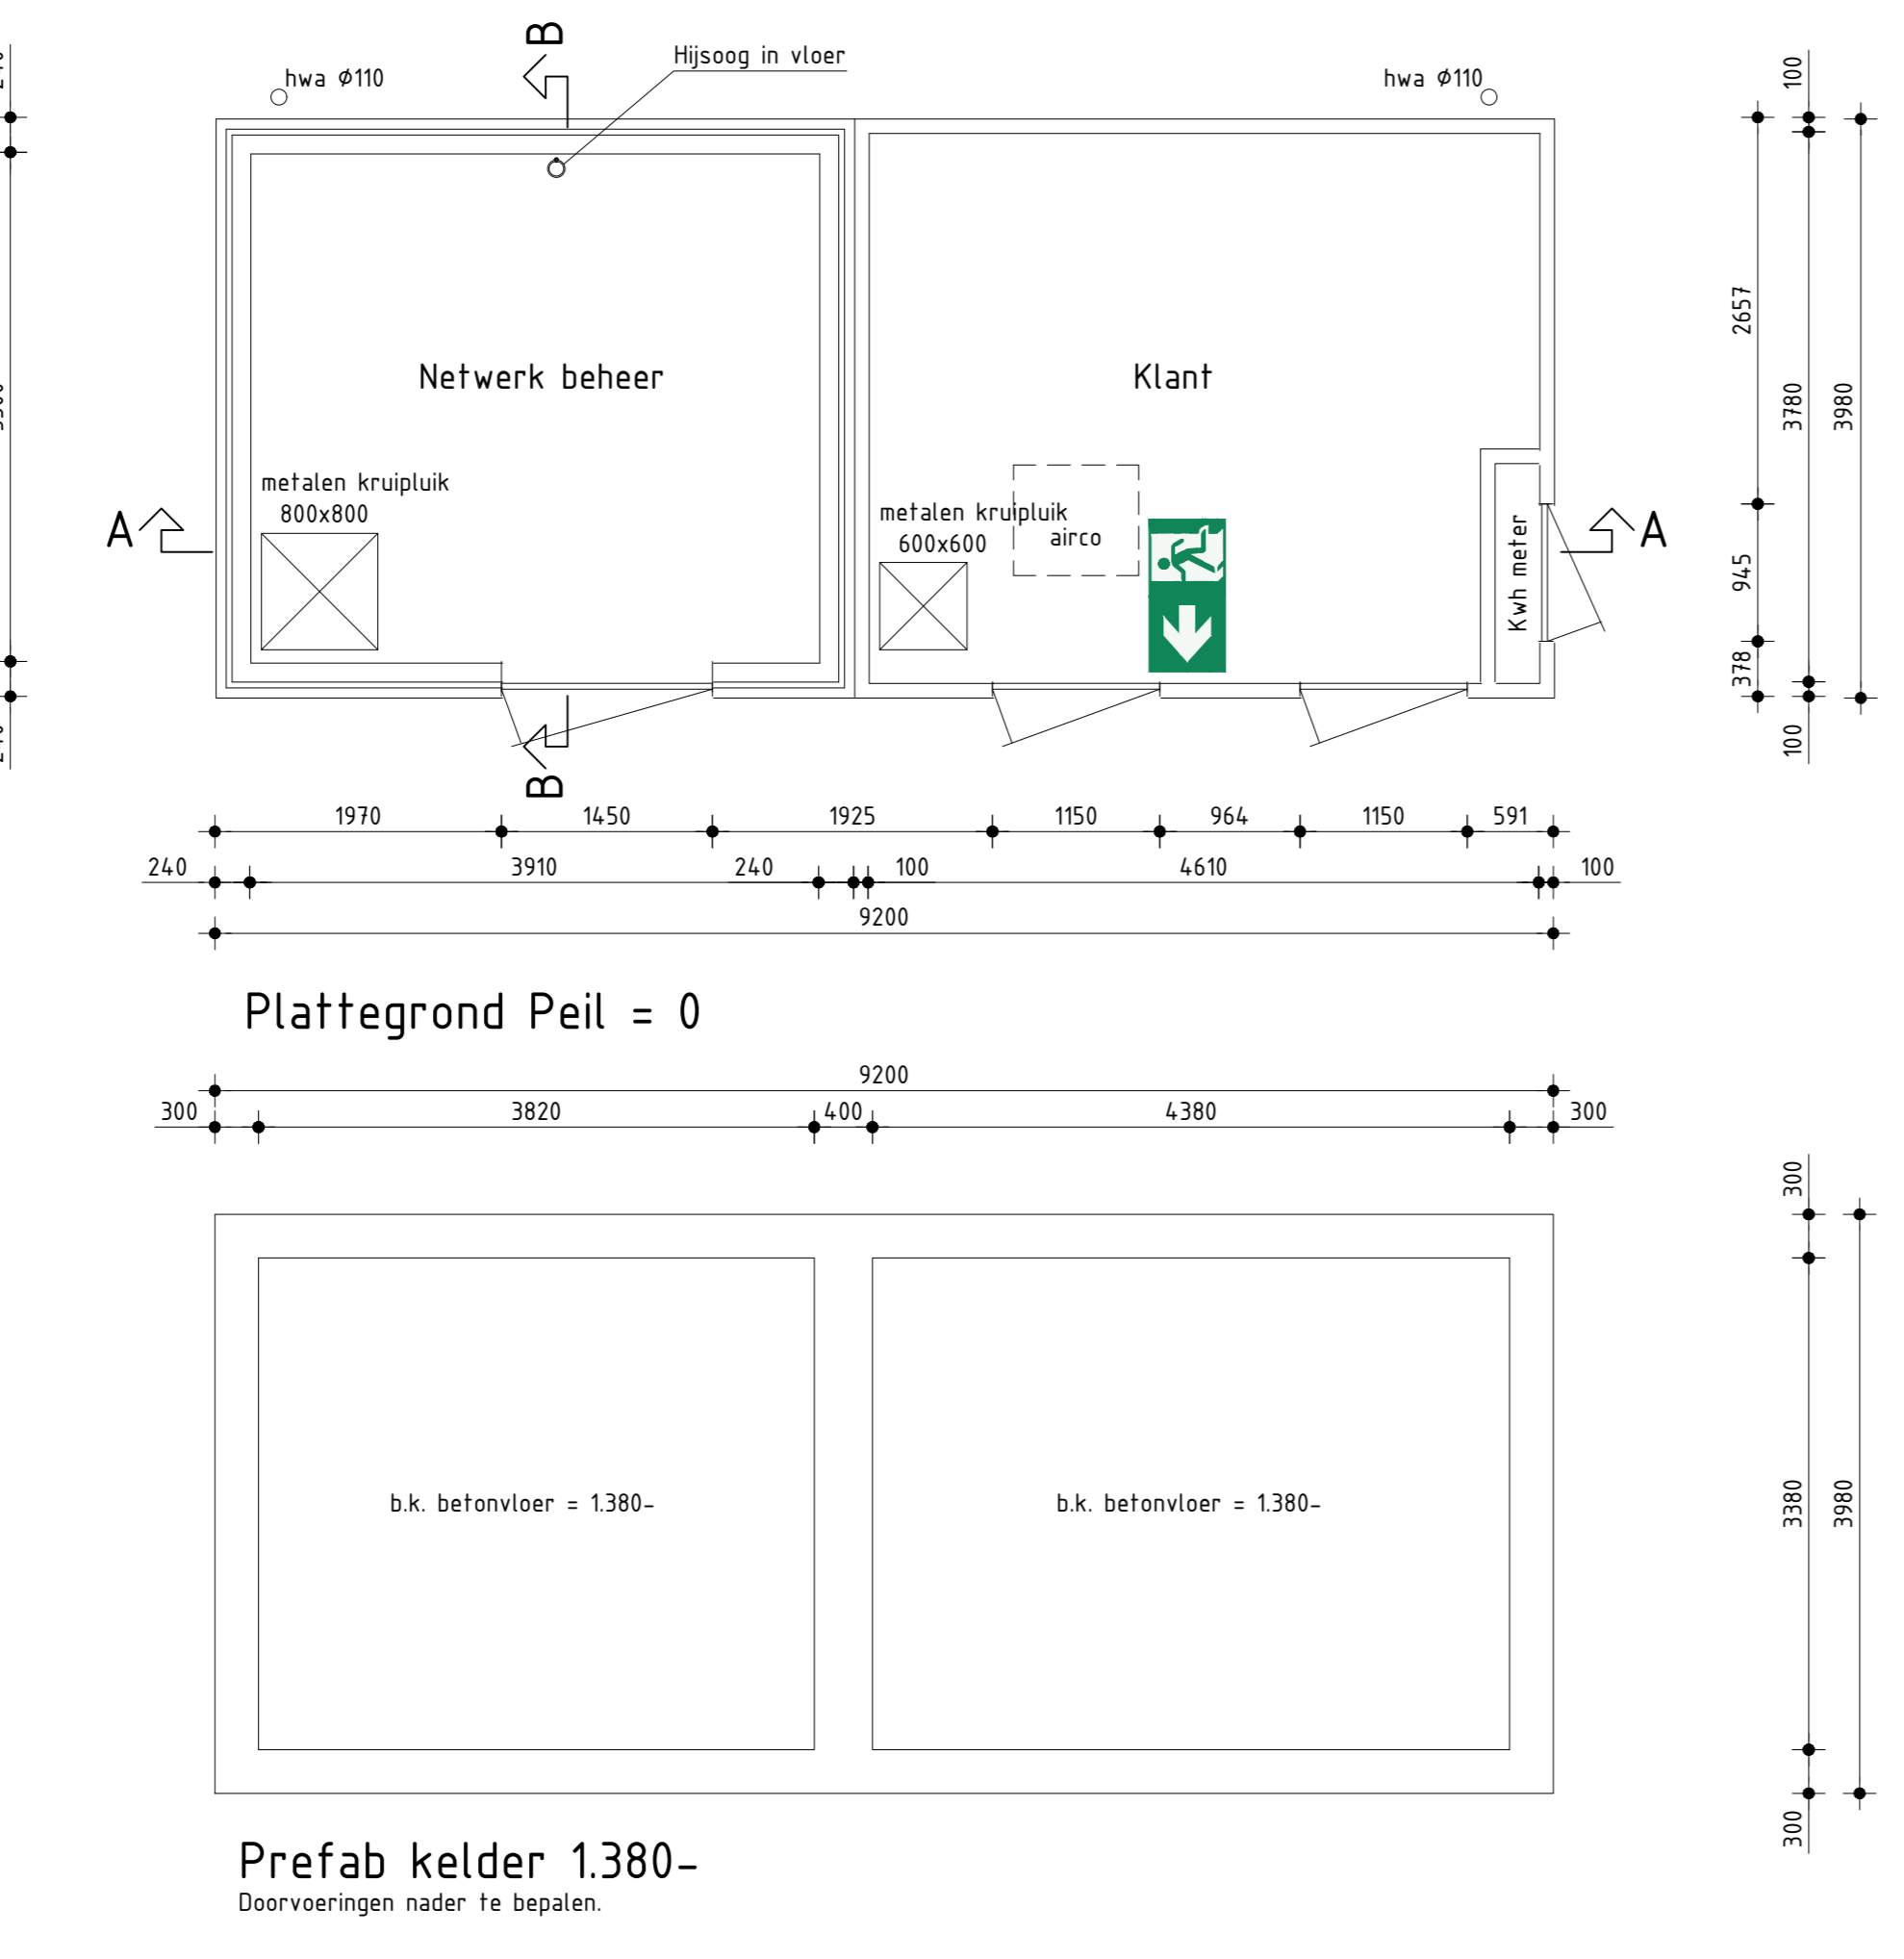 B
Hijsoog in vloer
hwa Ø110
hwa Ø110
100
Netwerk beheer
Klant
2657
3780
3980
metalen kruipluik
800x800
metalen kruipluik
600x600
airco
Kwh meter
A
A
945
378
100
B
1970 1450 1925 1150 964 1150 591
240 3910 240 100 4610 100
9200
Plattegrond Peil = 0
9200
300 3820 400 4380 300
300
b.k. betonvloer = 1.380-
b.k. betonvloer = 1.380-
3380
3980
300
Prefab kelder 1.380-
Doorvoeringen nader te bepalen.